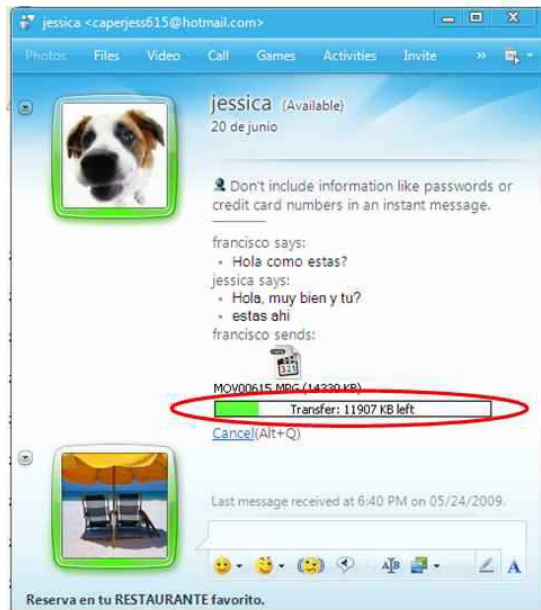 jessica <caperjess615@hotmail.com>
Photos Files Video Call Games Activities Invite »
jessica (Available)
20 de junio
Don't include information like passwords or
credit card numbers in an instant message.
francisco says:
Hola como estas?
jessica says:
Hola, muy bien y tu?
estas ahi
francisco sends:
321
MOV00615.MPG (14339 KB)
Transfer: 11907 KB left
Cancel(Alt+Q)
Last message received at 6:40 PM on 05/24/2009.
Reserva en tu RESTAURANTE favorito.